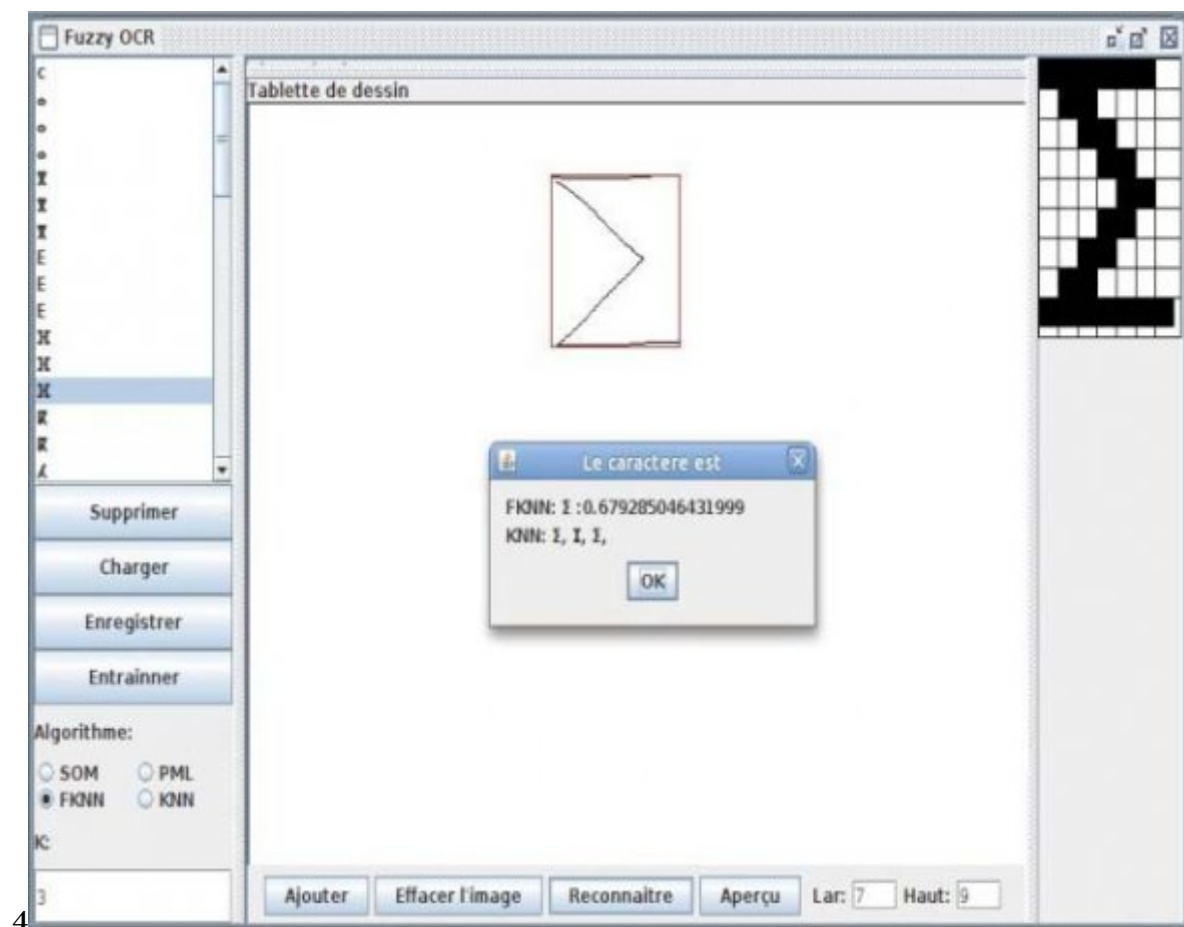 Fuzzy OCR
C
E
E
E
Tablette de dessin
Le caractere est
FKNN: Σ :0.679285046431999
KNN: Σ, I, Σ,
OK
Supprimer
Charger
Enregistrer
Entrainner
Algorithme:
SOM PML
FKNN KNN
K:
3
Ajouter Effacer l'image Reconnaitre Aperçu Lar: 7 Haut: 9
4